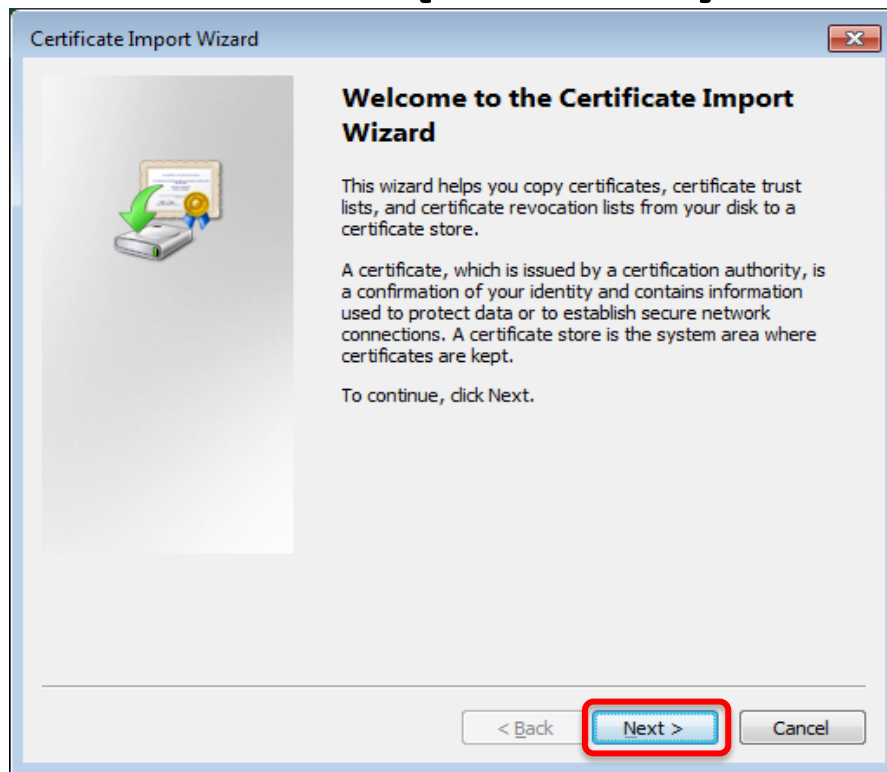 Certificate Import Wizard
Welcome to the Certificate Import
Wizard
This wizard helps you copy certificates, certificate trust
lists, and certificate revocation lists from your disk to a
certificate store.
A certificate, which is issued by a certification authority, is
a confirmation of your identity and contains information
used to protect data or to establish secure network
connections. A certificate store is the system area where
certificates are kept.
To continue, click Next.
< Back Next > Cancel